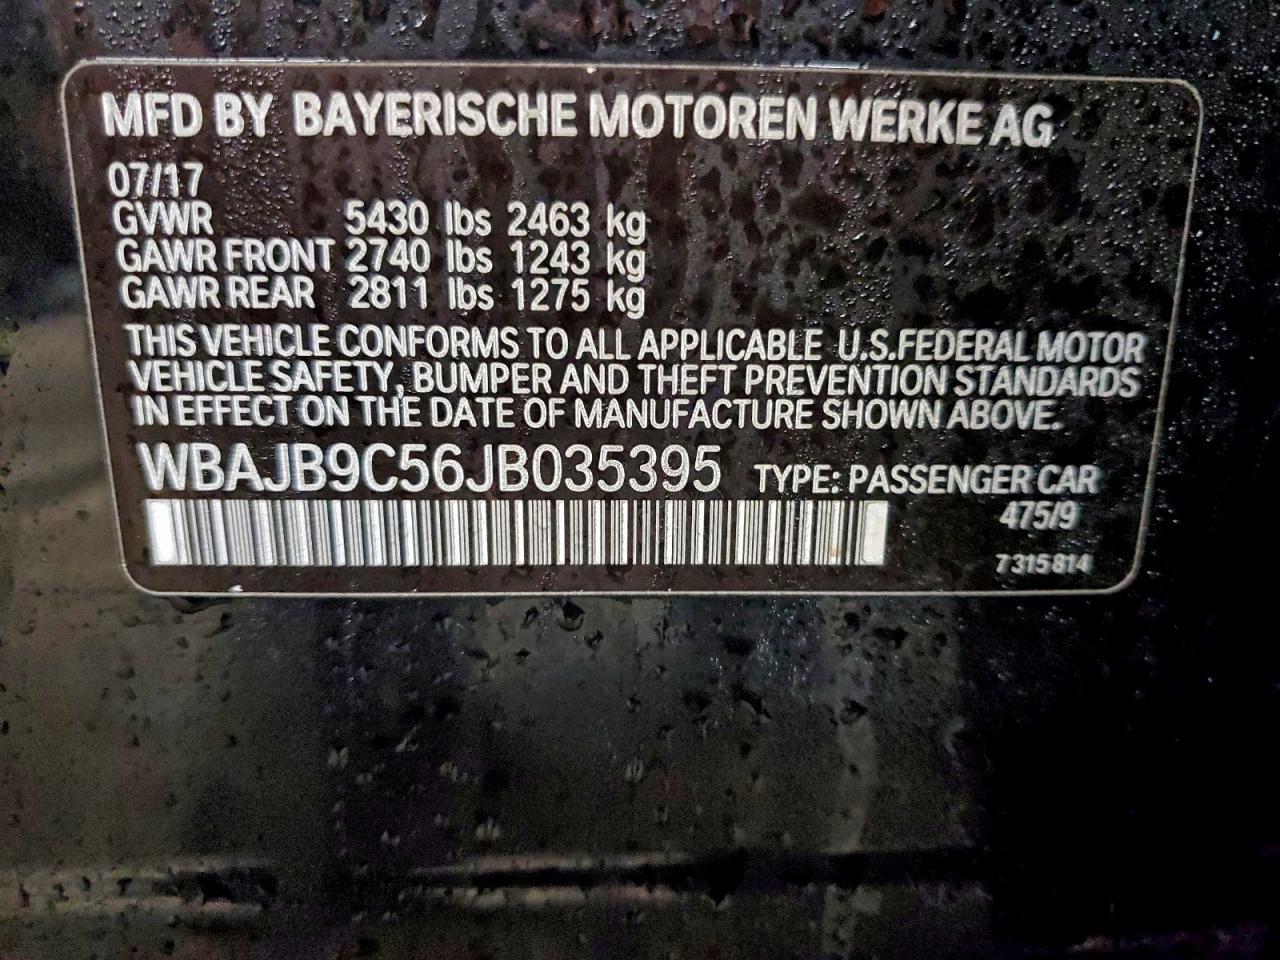 MFD BY BAYERISCHE MOTOREN WERKE AG
07/17
GVWR 5430 lbs 2463 kg
GAWR FRONT 2740 lbs 1243 kg
GAWR REAR 2811 lbs 1275 kg
THIS VEHICLE CONFORMS TO ALL APPLICABLE U.S.FEDERAL MOTOR
VEHICLE SAFETY, BUMPER AND THEFT PREVENTION STANDARDS
IN EFFECT ON THE DATE OF MANUFACTURE SHOWN ABOVE.
WBAJB9C56JB035395 TYPE: PASSENGER CAR
475/9
7315814